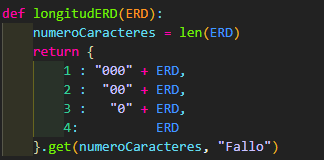 def longitudERD(ERD):
numeroCaracteres = len(ERD)
return {
1 : "000" + ERD,
2 : "00" + ERD,
3 : "0" + ERD,
4: ERD
}.get(numeroCaracteres, "Fallo")